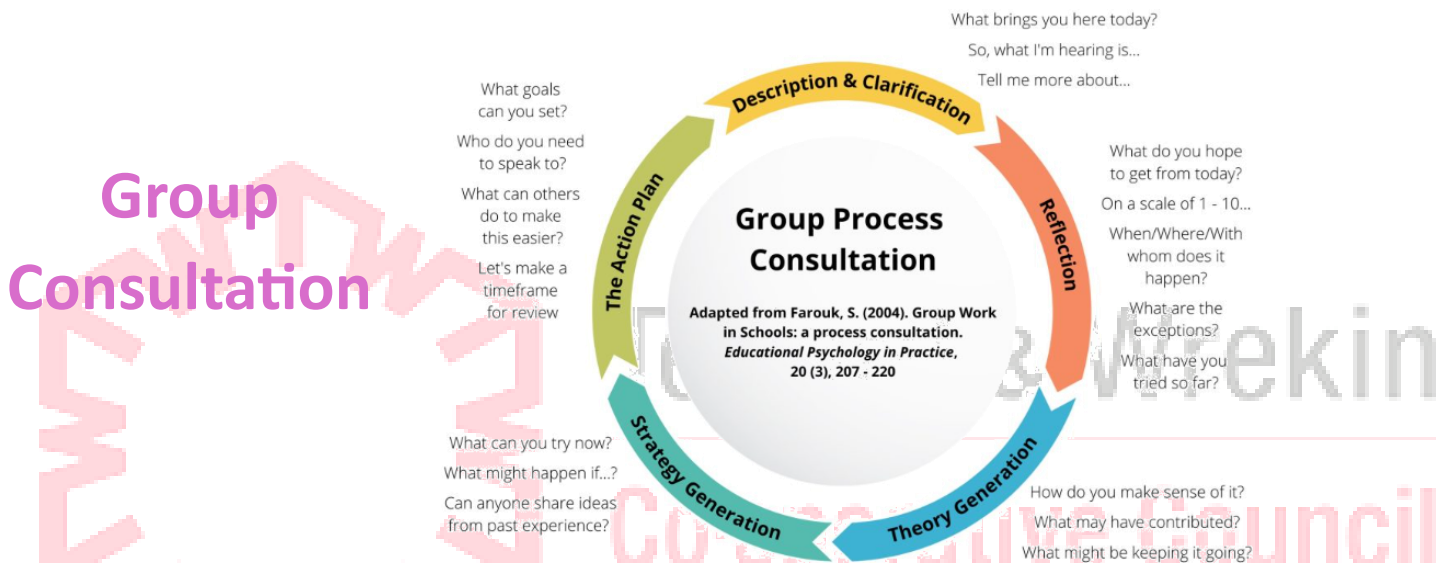 Group
Consultation
Description & Clarification
What brings you here today?
So, what I'm hearing is...
Tell me more about...
Reflection
What do you hope
to get from today?
On a scale of 1 - 10...
When/Where/With
whom does it
happen?
What are the
exceptions?
What have you
tried so far?
Theory Generation
How do you make sense of it?
What may have contributed?
What might be keeping it going?
Strategy Generation
What can you try now?
What might happen if...?
Can anyone share ideas
from past experience?
The Action Plan
What goals
can you set?
Who do you need
to speak to?
What can others
do to make
this easier?
Let's make a
timeframe
for review
Group Process
Consultation
Adapted from Farouk, S. (2004). Group Work
in Schools: a process consultation.
Educational Psychology in Practice,
20 (3), 207 - 220
& Wrekin
Council